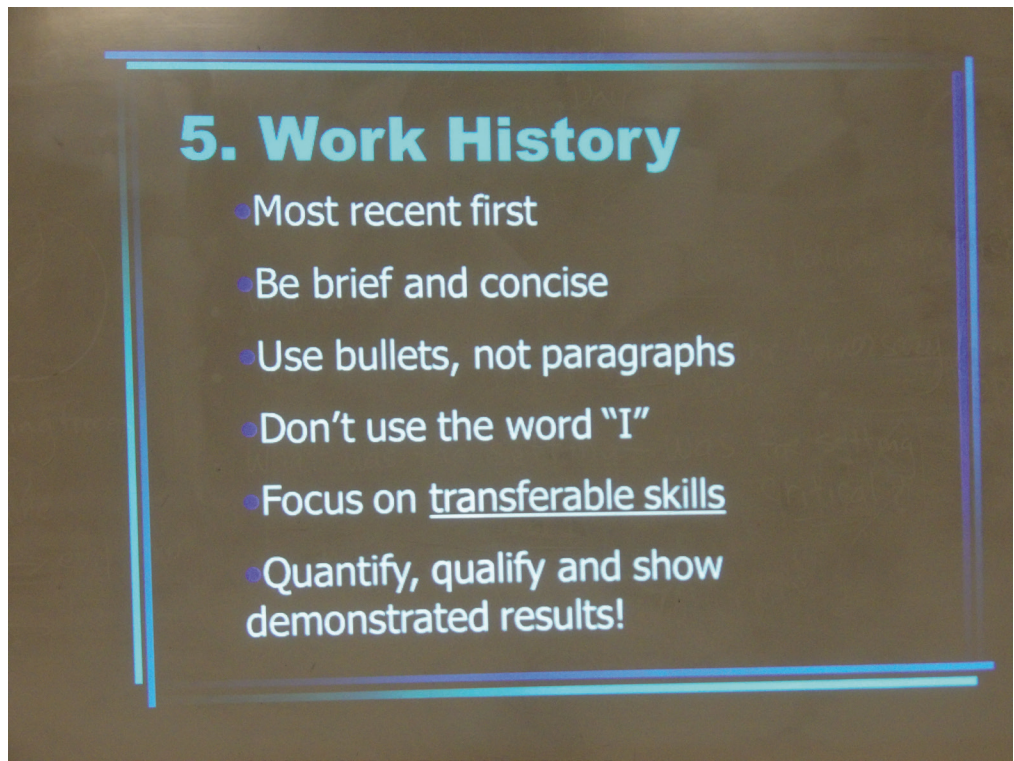 5. Work History
•Most recent first
•Be brief and concise
•Use bullets, not paragraphs
•Don't use the word “I”
•Focus on transferable skills
•Quantify, qualify and show
demonstrated results!